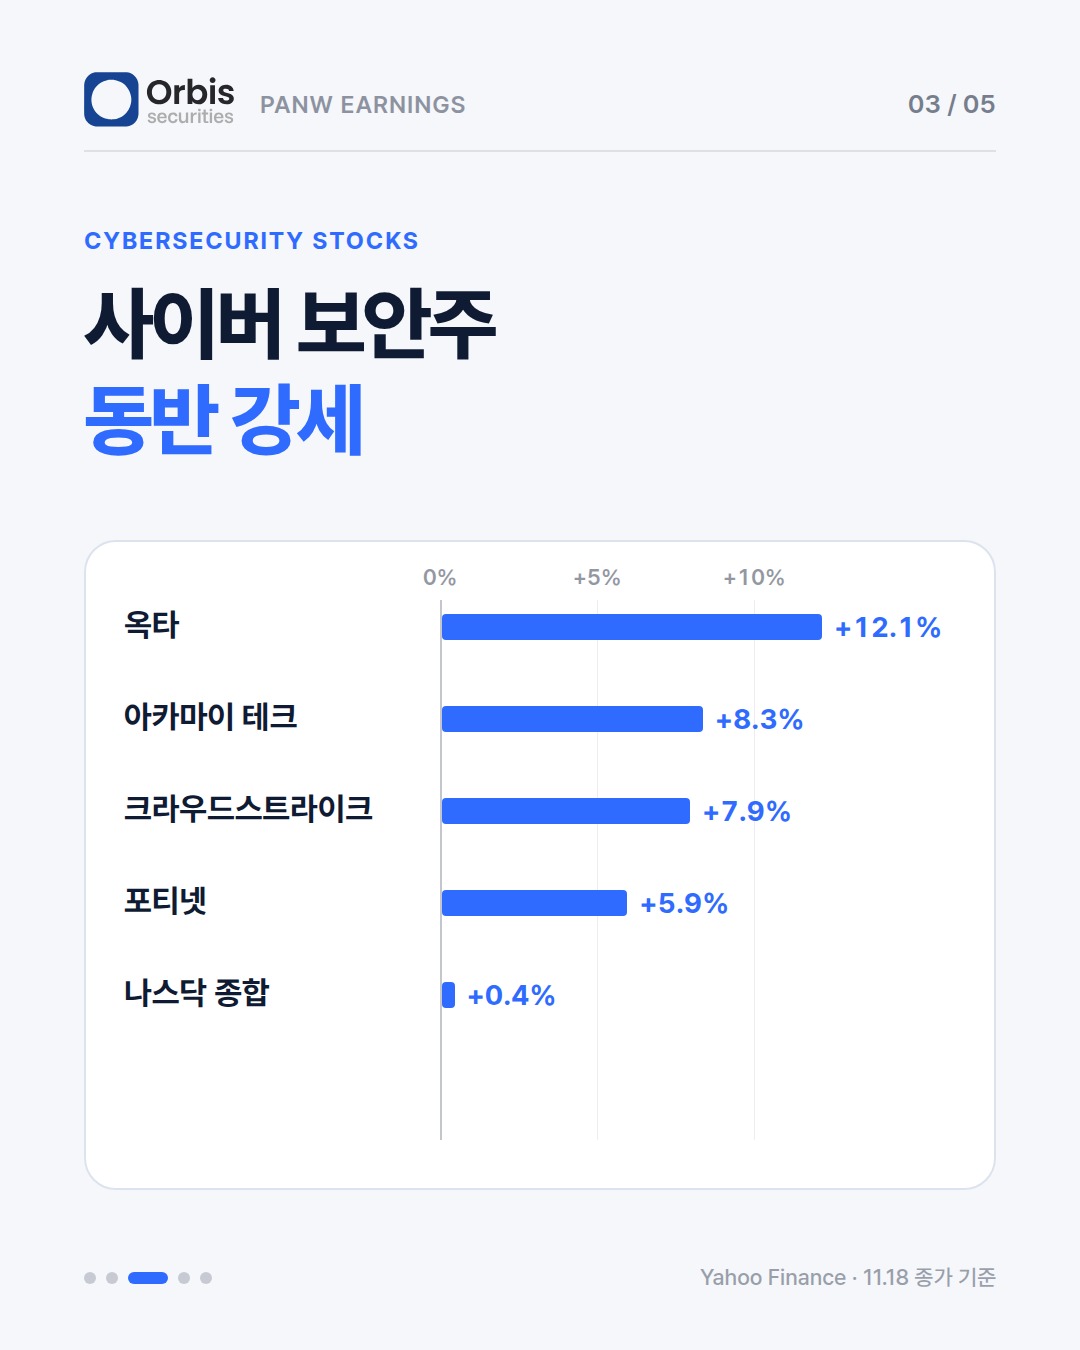 Orbis
securities
PANW EARNINGS
03 / 05
CYBERSECURITY STOCKS
사이버 보안주
동반 강세
0% +5% +10%
옥타 +12.1%
아카마이 테크 +8.3%
크라우드스트라이크 +7.9%
포티넷 +5.9%
나스닥 종합 +0.4%
Yahoo Finance · 11.18 종가 기준